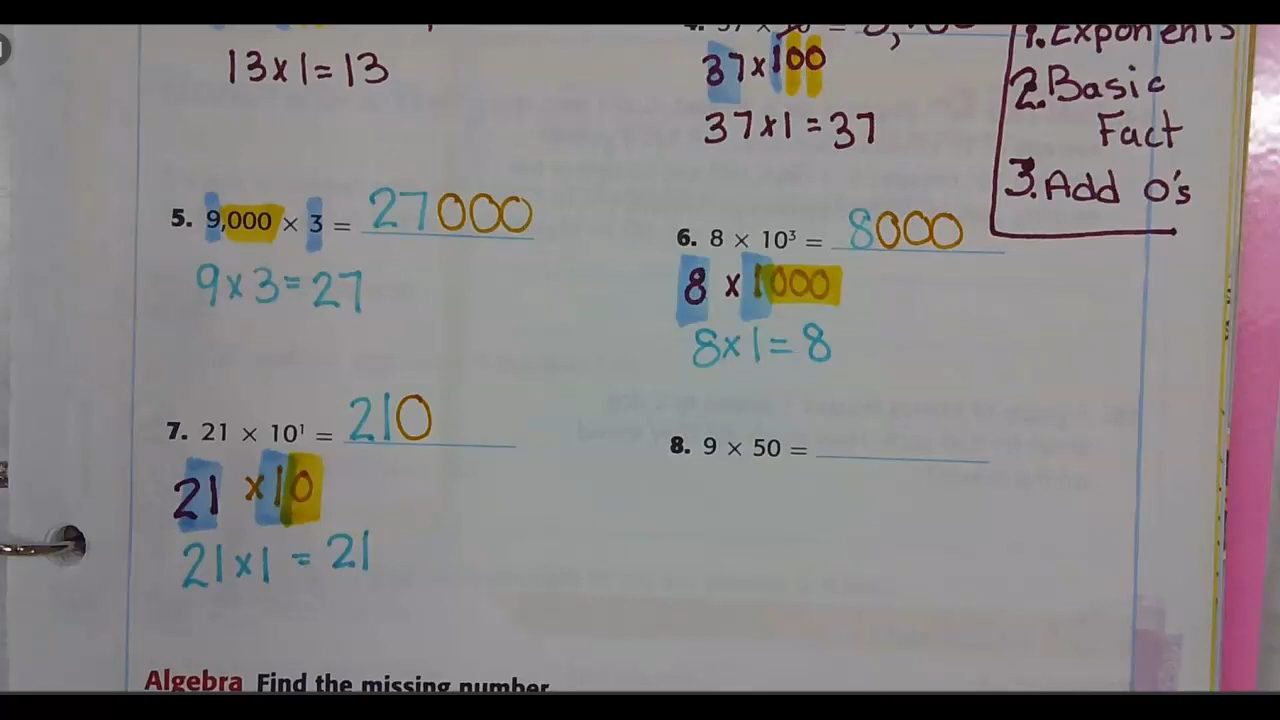 1. Exponents
13x1=13
37x100
2. Basic
Fact
37x1=37
3. Add 0's
5. 9,000 × 3 = 27000
6. 8 × 10³ = 8000
9x3=27
8 x 1000
8x1=8
7. 21 × 10¹ = 210
8. 9 × 50 =
21 x10
21x1=21
Algebra Find the missing number